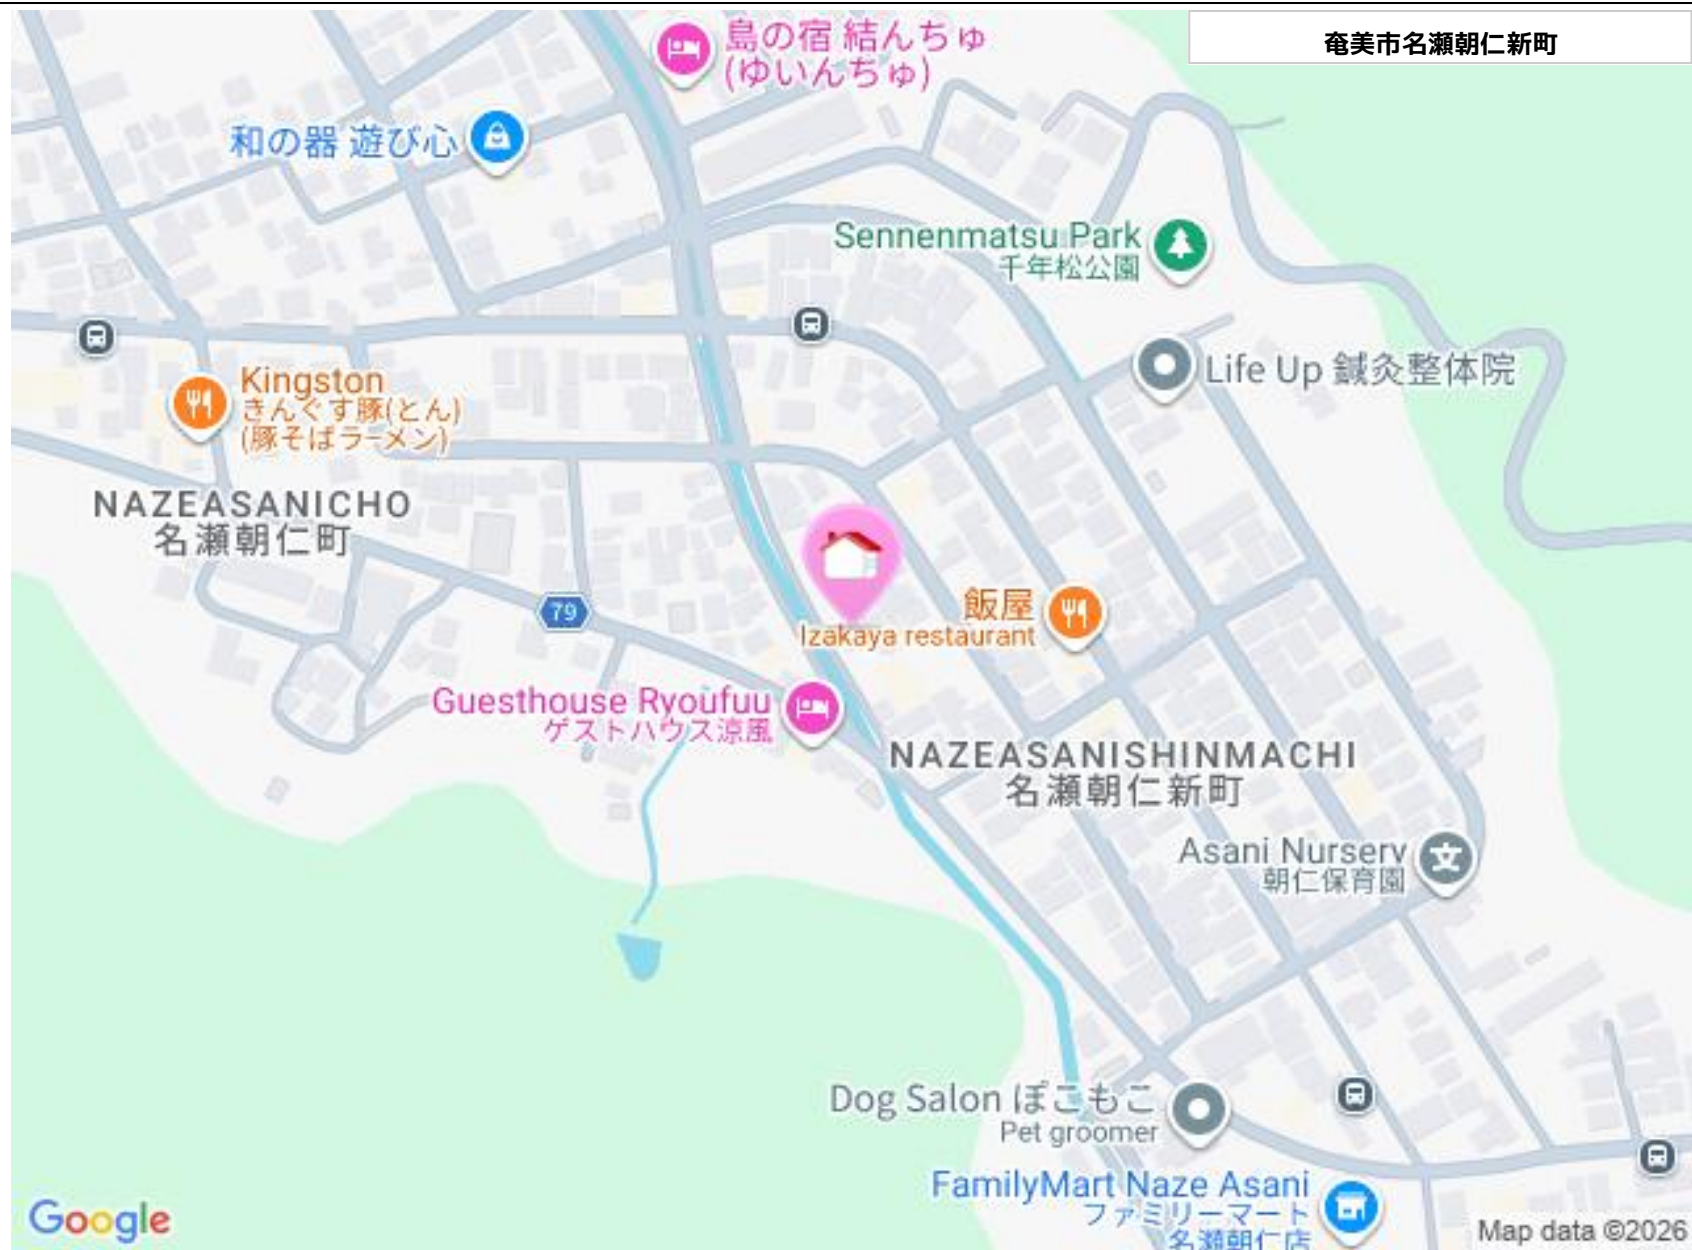 奄美市名瀬朝仁新町
島の宿 結んちゅ
(ゆいんちゅ)
和の器 遊び心
Sennenmatsu Park
千年松公園
Life Up 鍼灸整体院
Kingston
きんぐす豚(とん)
(豚そばラーメン)
NAZEASANICHO
名瀬朝仁町
79
飯屋
Izakaya restaurant
Guesthouse Ryoufuu
ゲストハウス涼風
NAZEASANISHINMACHI
名瀬朝仁新町
Asani Nursery
朝仁保育園
Dog Salon ぽこもこ
Pet groomer
FamilyMart Naze Asani
ファミリーマート
名瀬朝仁店
Google
Map data ©2026